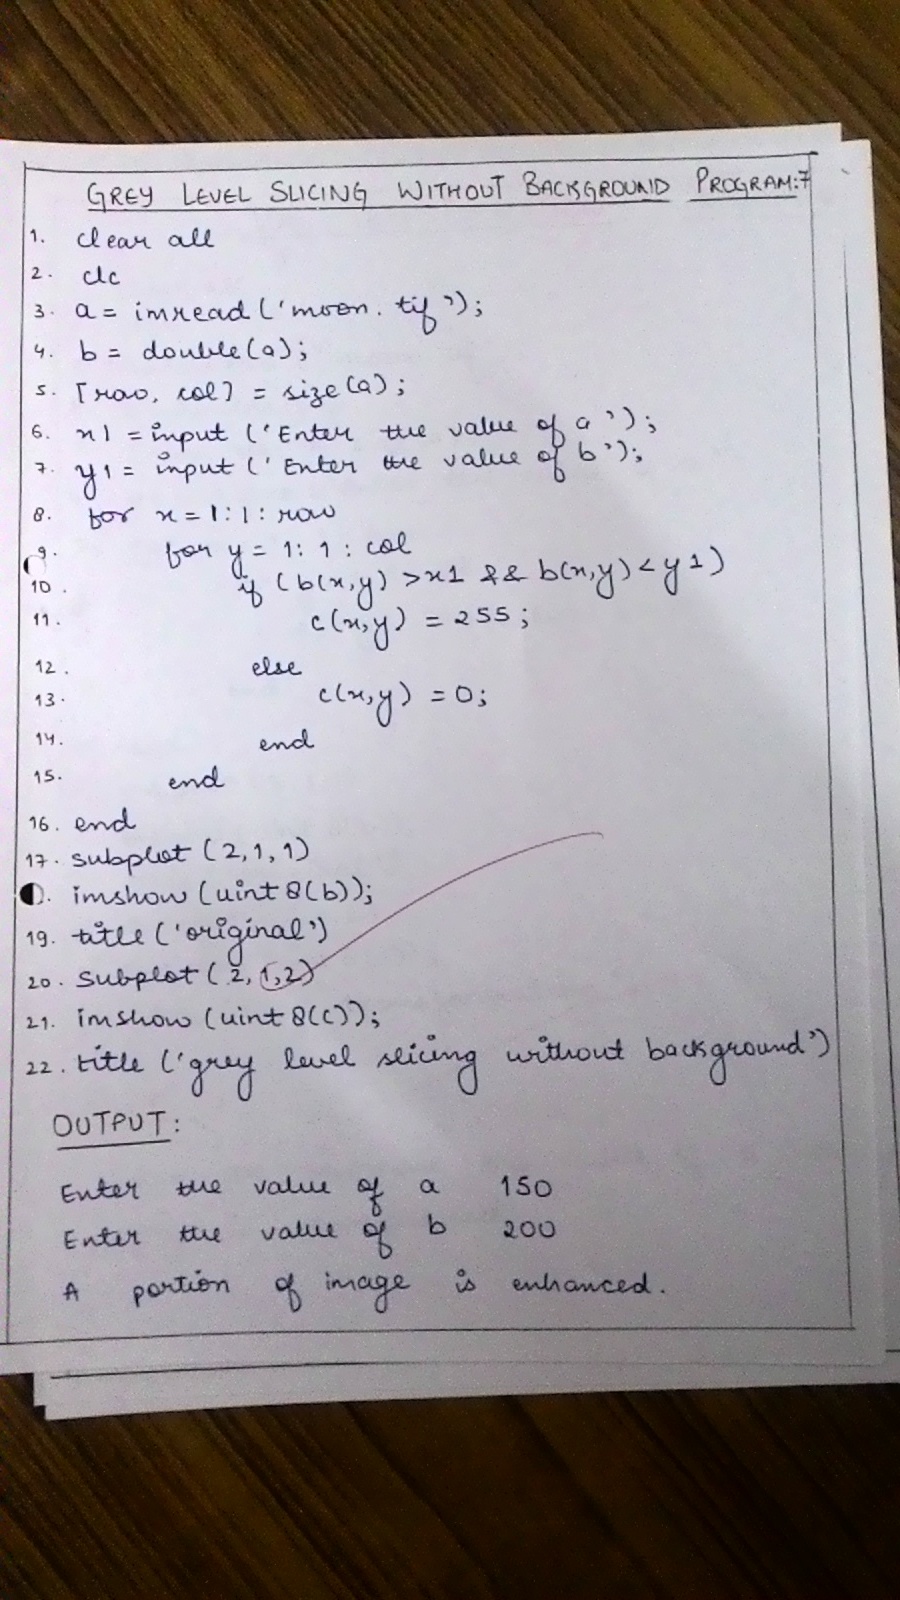 GREY LEVEL SLICING WITHOUT BACKGROUND PROGRAM:7
1. clear all
2. clc
3. a = imread ('moon. tif');
4. b = double(a);
5. [row, col] = size(a);
6. x1 = input ('Enter the value of a');
7. y1 = input ('Enter the value of b');
8. for x = 1:1: row
9. for y = 1: 1 : col
10. if (b(x,y) >x1 && b(x,y) < y1)
11. c(x,y) = 255;
12. else
13. c(x,y) = 0;
14. end
15. end
16. end
17. subplot (2,1,1)
imshow (uint8(b));
19. title ('original')
20. subplot (2,1,2)
21. imshow (uint8(c));
22. title ('grey level slicing without background')
OUTPUT:
Enter the value of a 150
Enter the value of b 200
A portion of image is enhanced.